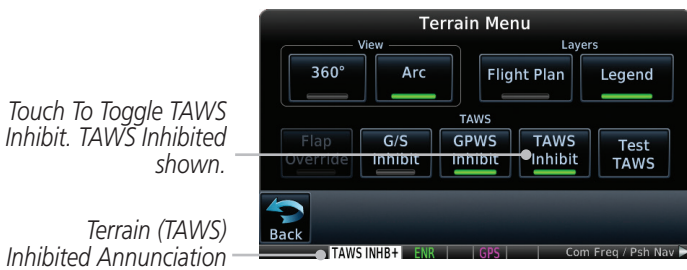 Terrain Menu
View
Layers
360°
Arc
Flight Plan
Legend
Touch To Toggle TAWS
Inhibit. TAWS Inhibited
shown.
TAWS
Flap
Override
G/S
Inhibit
GPWS
Inhibit
TAWS
Inhibit
Test
TAWS
Back
Terrain (TAWS)
Inhibited Annunciation
TAWS INHB+ ENR GPS Com Freq / Psh Nav